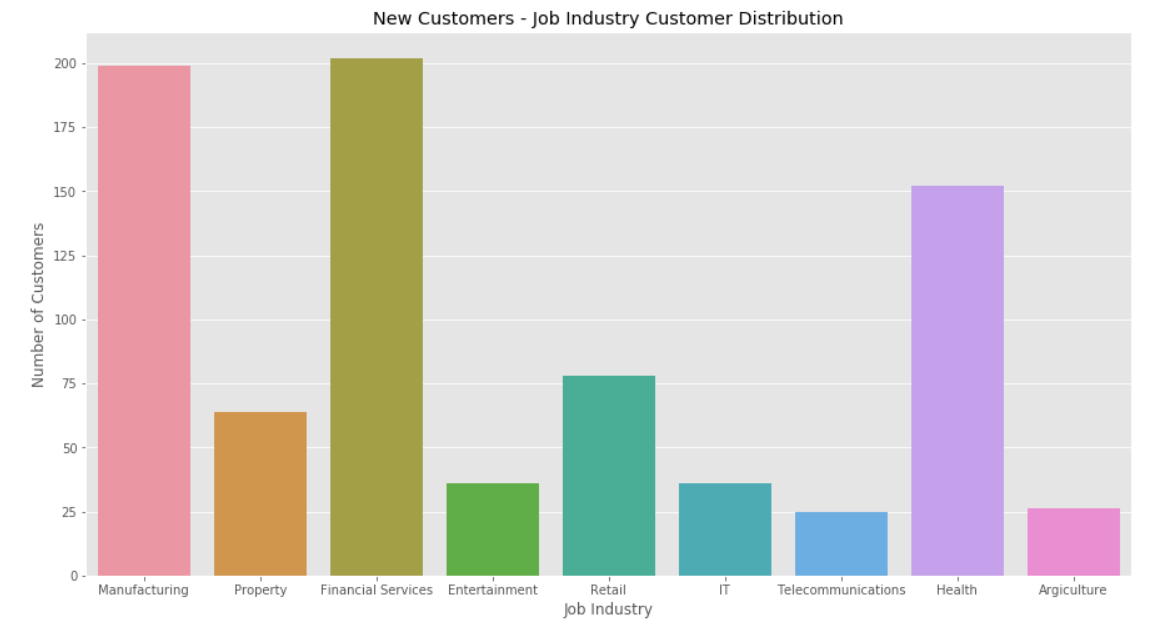 New Customers - Job Industry Customer Distribution
Number of Customers
200
175
150
125
100
75
50
25
0
Manufacturing Property Financial Services Entertainment Retail IT Telecommunications Health Argiculture
Job Industry